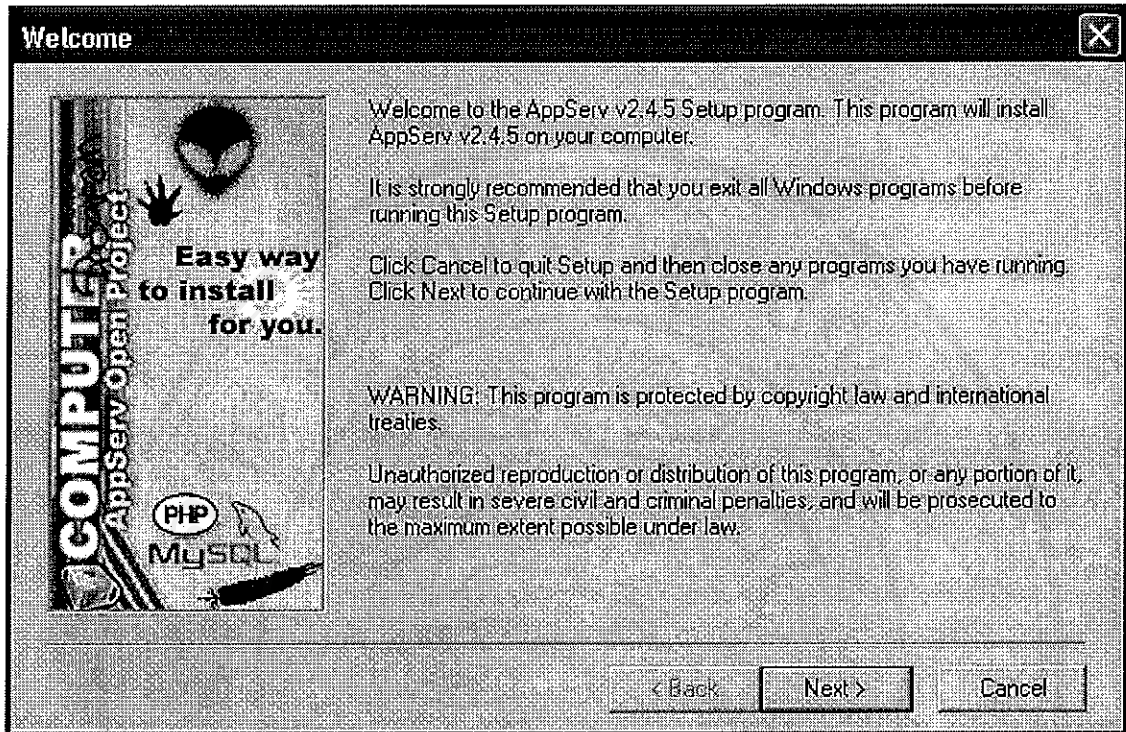 Welcome
Welcome to the AppServ v2.4.5 Setup program. This program will install
AppServ v2.4.5 on your computer.
It is strongly recommended that you exit all Windows programs before
running this Setup program.
Click Cancel to quit Setup and then close any programs you have running.
Click Next to continue with the Setup program.
WARNING: This program is protected by copyright law and international
treaties.
Unauthorized reproduction or distribution of this program, or any portion of it,
may result in severe civil and criminal penalties, and will be prosecuted to
the maximum extent possible under law.
COMPUTER
AppServ Open Project
Easy way
to install
for you.
PHP
MySQL
< Back
Next >
Cancel